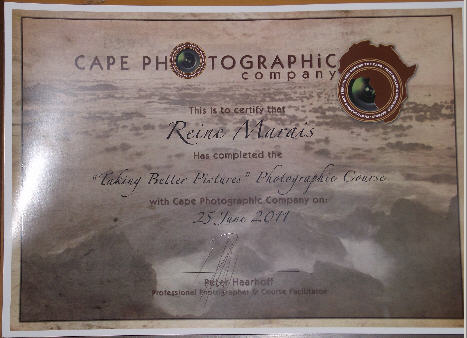 CAPE PHOTOGRAPHiC
company
This is to certify that
Reine Marais
Has completed the
"Taking Better Pictures" Photographic Course
with Cape Photographic Company on:
25 June 2011
Peter Haarhoff
Professional Photographer & Course Facilitator